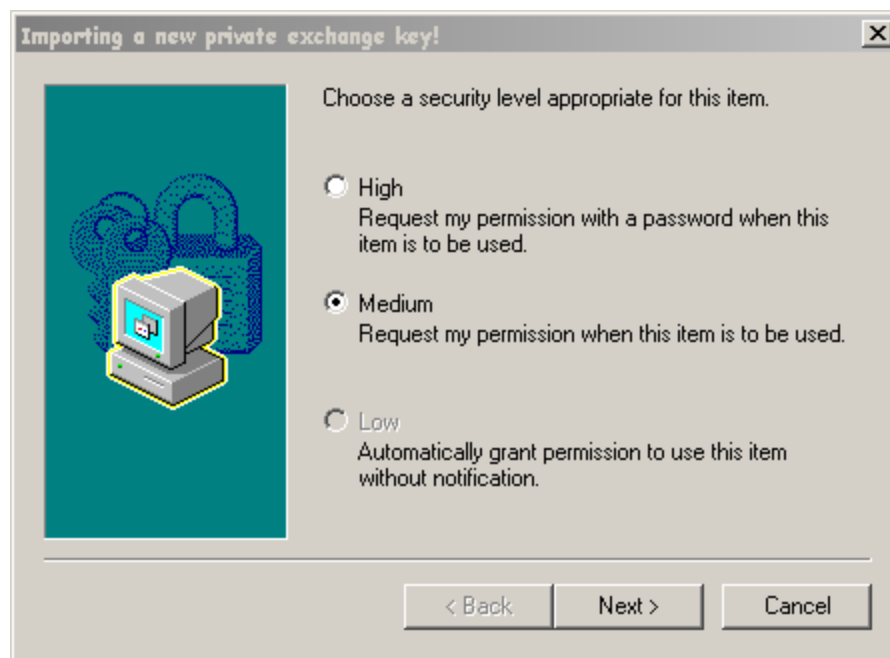 Importing a new private exchange key!
Choose a security level appropriate for this item.
High
Request my permission with a password when this
item is to be used.
Medium
Request my permission when this item is to be used.
Low
Automatically grant permission to use this item
without notification.
< Back
Next >
Cancel